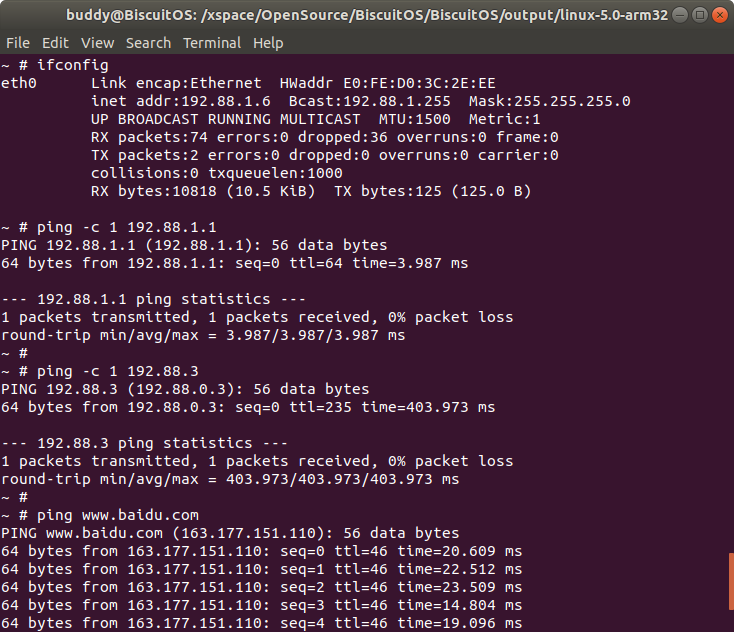 buddy@BiscuitOS: /xspace/OpenSource/BiscuitOS/BiscuitOS/output/linux-5.0-arm32
File Edit View Search Terminal Help
~ # ifconfig
eth0      Link encap:Ethernet  HWaddr E0:FE:D0:3C:2E:EE
          inet addr:192.88.1.6  Bcast:192.88.1.255  Mask:255.255.255.0
          UP BROADCAST RUNNING MULTICAST  MTU:1500  Metric:1
          RX packets:74 errors:0 dropped:36 overruns:0 frame:0
          TX packets:2 errors:0 dropped:0 overruns:0 carrier:0
          collisions:0 txqueuelen:1000
          RX bytes:10818 (10.5 KiB)  TX bytes:125 (125.0 B)

~ # ping -c 1 192.88.1.1
PING 192.88.1.1 (192.88.1.1): 56 data bytes
64 bytes from 192.88.1.1: seq=0 ttl=64 time=3.987 ms

--- 192.88.1.1 ping statistics ---
1 packets transmitted, 1 packets received, 0% packet loss
round-trip min/avg/max = 3.987/3.987/3.987 ms
~ #
~ # ping -c 1 192.88.3
PING 192.88.3 (192.88.0.3): 56 data bytes
64 bytes from 192.88.0.3: seq=0 ttl=235 time=403.973 ms

--- 192.88.3 ping statistics ---
1 packets transmitted, 1 packets received, 0% packet loss
round-trip min/avg/max = 403.973/403.973/403.973 ms
~ #
~ # ping www.baidu.com
PING www.baidu.com (163.177.151.110): 56 data bytes
64 bytes from 163.177.151.110: seq=0 ttl=46 time=20.609 ms
64 bytes from 163.177.151.110: seq=1 ttl=46 time=22.512 ms
64 bytes from 163.177.151.110: seq=2 ttl=46 time=23.509 ms
64 bytes from 163.177.151.110: seq=3 ttl=46 time=14.804 ms
64 bytes from 163.177.151.110: seq=4 ttl=46 time=19.096 ms